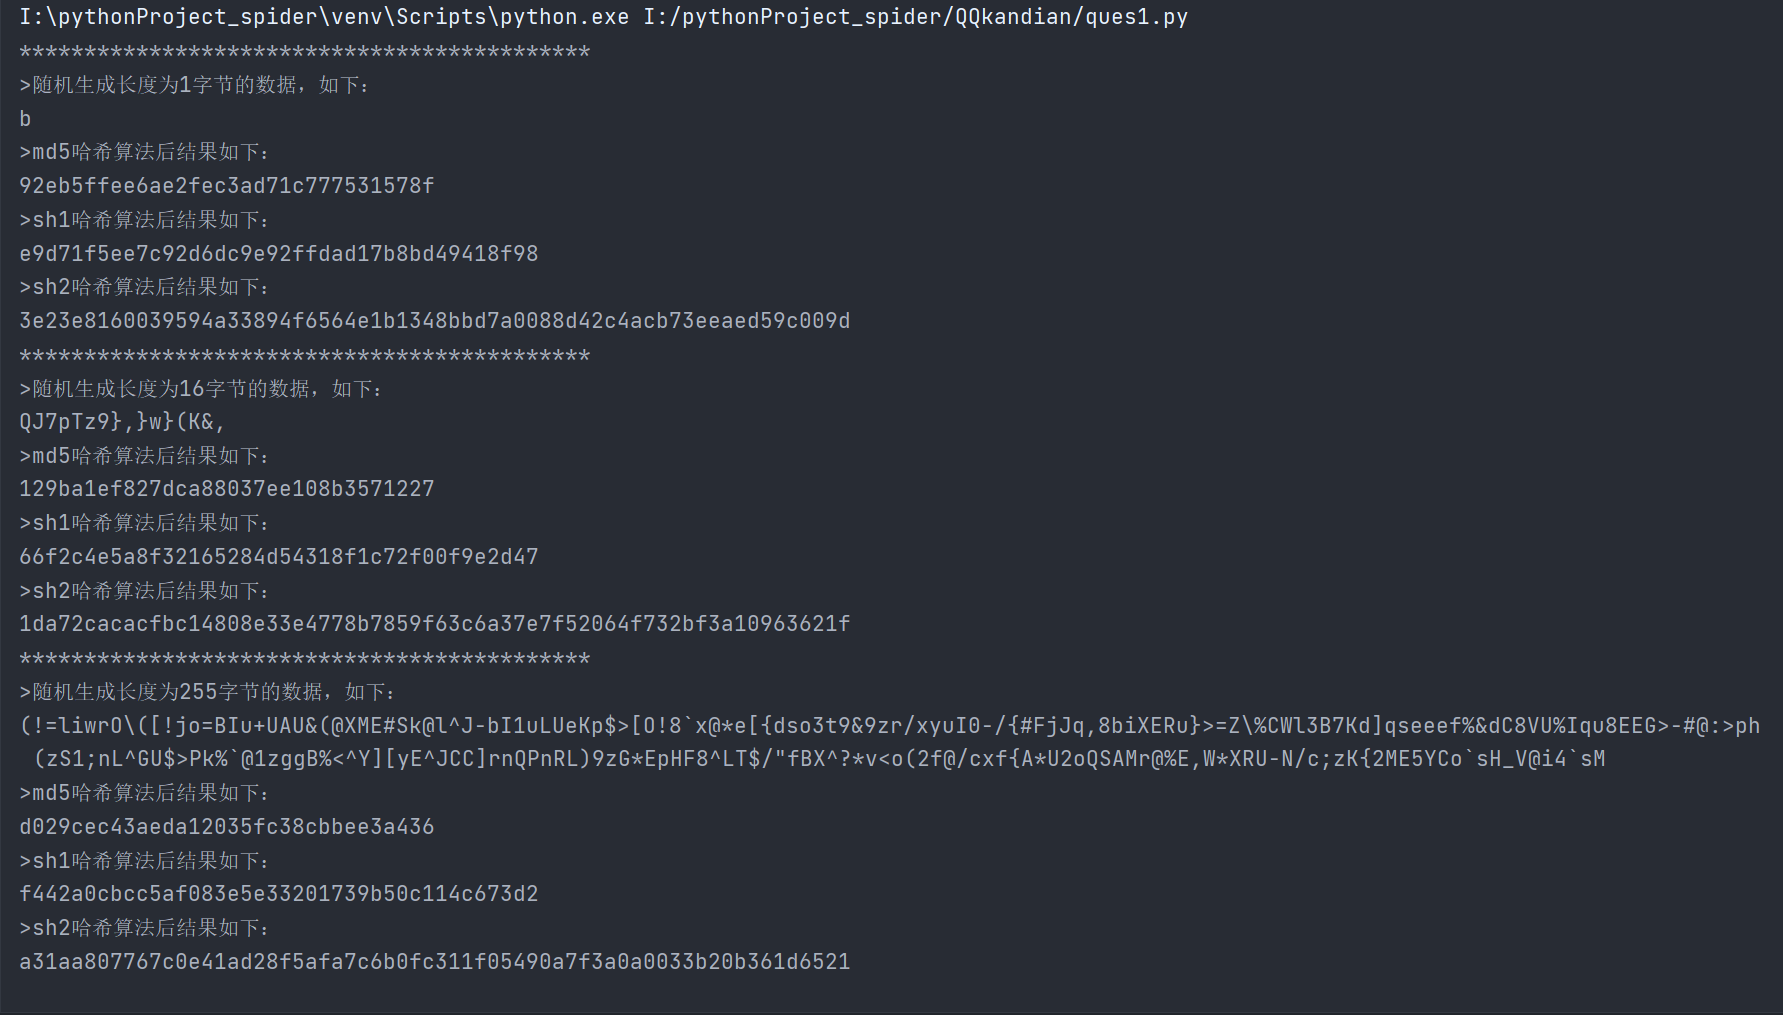 I:\pythonProject_spider\venv\Scripts\python.exe I:/pythonProject_spider/QQkandian/ques1.py
********************************************
>随机生成长度为1字节的数据，如下：
b
>md5哈希算法后结果如下：
92eb5ffee6ae2fec3ad71c777531578f
>sh1哈希算法后结果如下：
e9d71f5ee7c92d6dc9e92ffdad17b8bd49418f98
>sh2哈希算法后结果如下：
3e23e8160039594a33894f6564e1b1348bbd7a0088d42c4acb73eeaed59c009d
********************************************
>随机生成长度为16字节的数据，如下：
QJ7pTz9},}w}(K&,
>md5哈希算法后结果如下：
129ba1ef827dca88037ee108b3571227
>sh1哈希算法后结果如下：
66f2c4e5a8f32165284d54318f1c72f00f9e2d47
>sh2哈希算法后结果如下：
1da72cacacfbc14808e33e4778b7859f63c6a37e7f52064f732bf3a10963621f
********************************************
>随机生成长度为255字节的数据，如下：
(!=liwrO\([!jo=BIu+UAU&(@XME#Sk@l^J-bI1uLUeKp$>[O!8`x@*e[{dso3t9&9zr/xyuI0-/{#FjJq,8biXERu}>=Z\%CWl3B7Kd]qseeef%&dC8VU%Iqu8EEG>-#@:>ph
(zS1;nL^GU$>Pk%`@1zggB%<^Y][yE^JCC]rnQPnRL)9zG*EpHF8^LT$/"fBX^?*v<o(2f@/cxf{A*U2oQSAMr@%E,W*XRU-N/c;zK{2ME5YCo`sH_V@i4`sM
>md5哈希算法后结果如下：
d029cec43aeda12035fc38cbbee3a436
>sh1哈希算法后结果如下：
f442a0cbcc5af083e5e33201739b50c114c673d2
>sh2哈希算法后结果如下：
a31aa807767c0e41ad28f5afa7c6b0fc311f05490a7f3a0a0033b20b361d6521